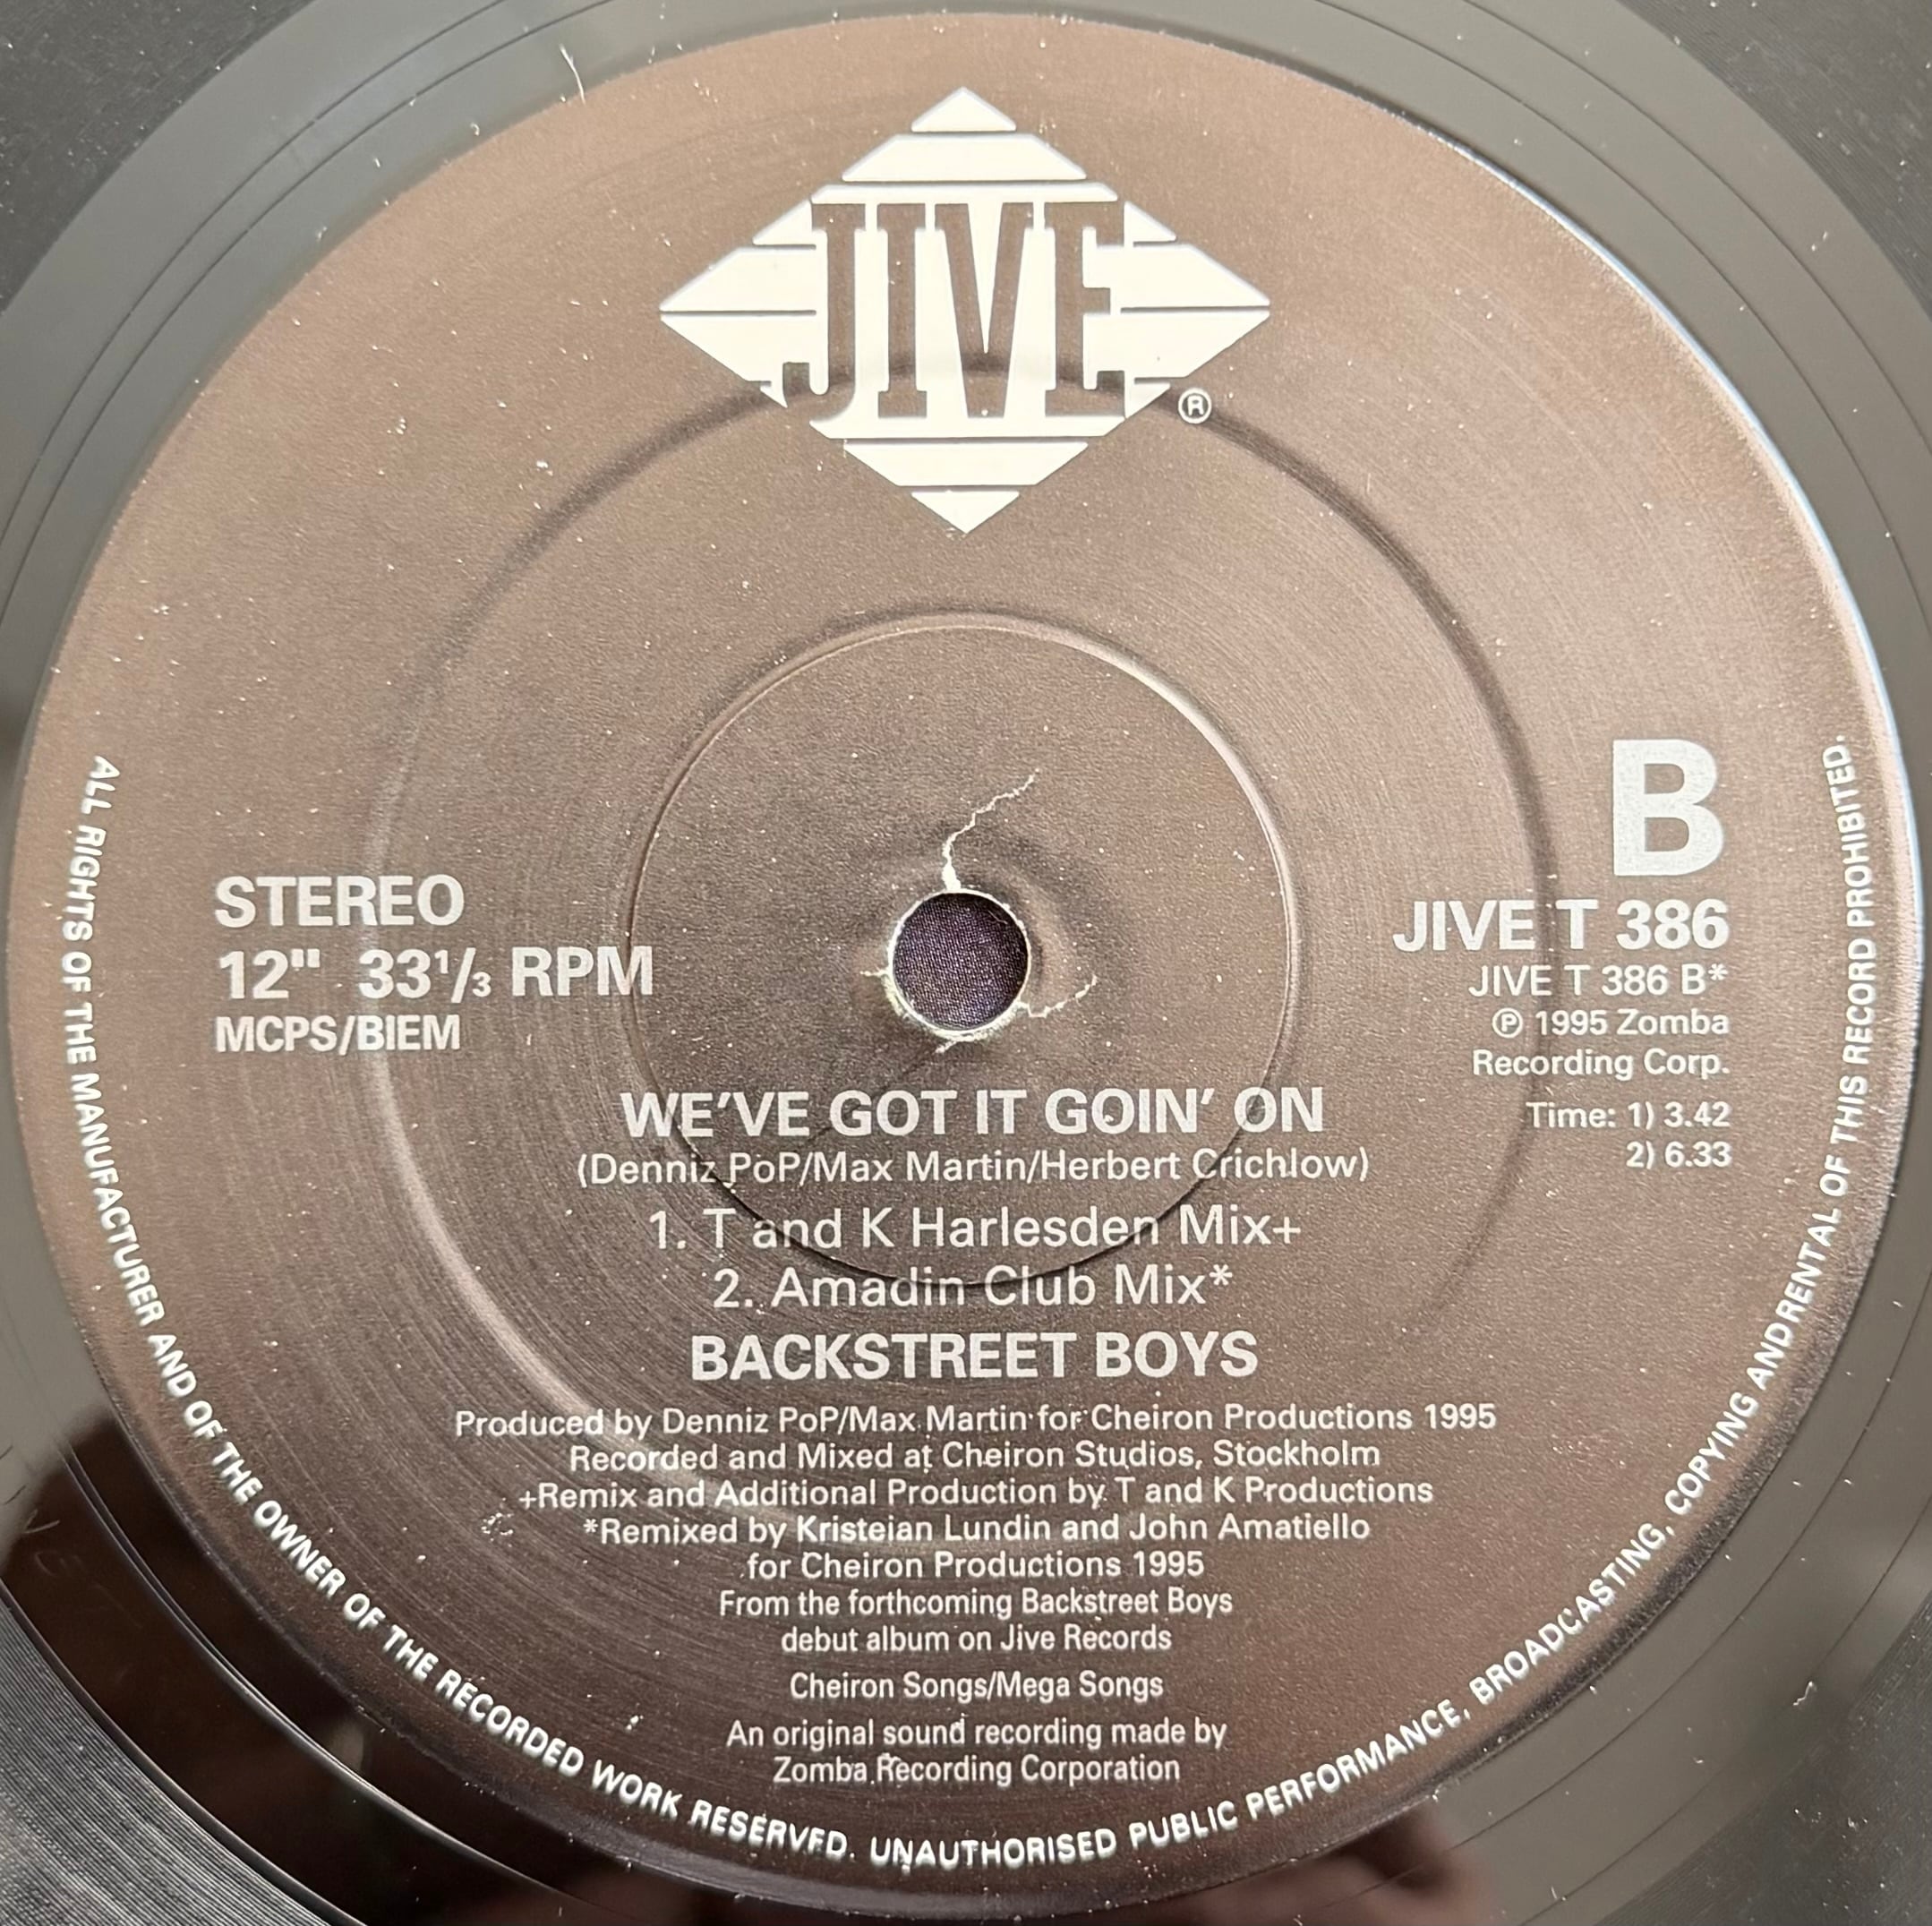 JIVE
®
B
STEREO
12" 33 1/3 RPM
MCPS/BIEM
JIVE T 386
JIVE T 386 B*
℗ 1995 Zomba
Recording Corp.
Time: 1) 3.42
2) 6.33
WE'VE GOT IT GOIN' ON
(Denniz PoP/Max Martin/Herbert Crichlow)
1. T and K Harlesden Mix+
2. Amadin Club Mix*
BACKSTREET BOYS
Produced by Denniz PoP/Max Martin for Cheiron Productions 1995
Recorded and Mixed at Cheiron Studios, Stockholm
+Remix and Additional Production by T and K Productions
*Remixed by Kristeian Lundin and John Amatiello
for Cheiron Productions 1995
From the forthcoming Backstreet Boys
debut album on Jive Records
Cheiron Songs/Mega Songs
An original sound recording made by
Zomba Recording Corporation
ALL RIGHTS OF THE MANUFACTURER AND OF THE OWNER OF THE RECORDED WORK RESERVED. UNAUTHORISED PUBLIC PERFORMANCE, BROADCASTING, COPYING AND RENTAL OF THIS RECORD PROHIBITED.